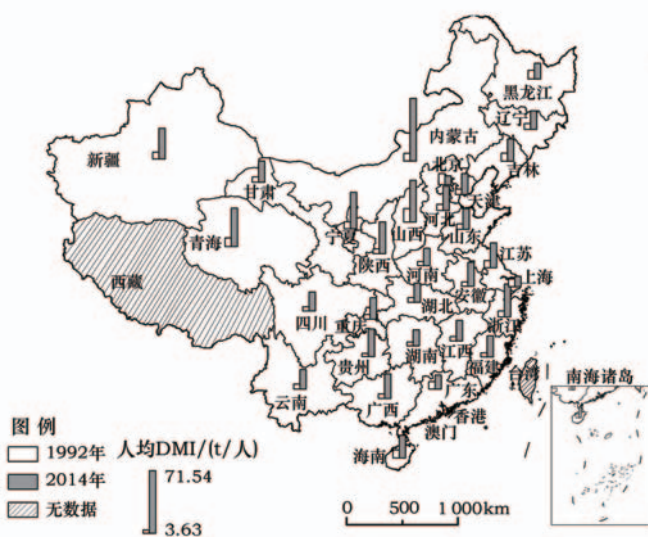 黑龙江
辽宁
内蒙古
吉林
新疆
北京
甘肃
天津
河北
宁夏
山西
山东
青海
陕西
江苏
河南
西藏
上海
安徽
湖北
四川
重庆
浙江
湖南
江西
贵州
福建
台湾
南海诸岛
云南
广西
广东
香港
澳门
海南
图 例
1992年
2014年
无数据
人均DMI/(t/人)
71.54
3.63
0 500 1 000km